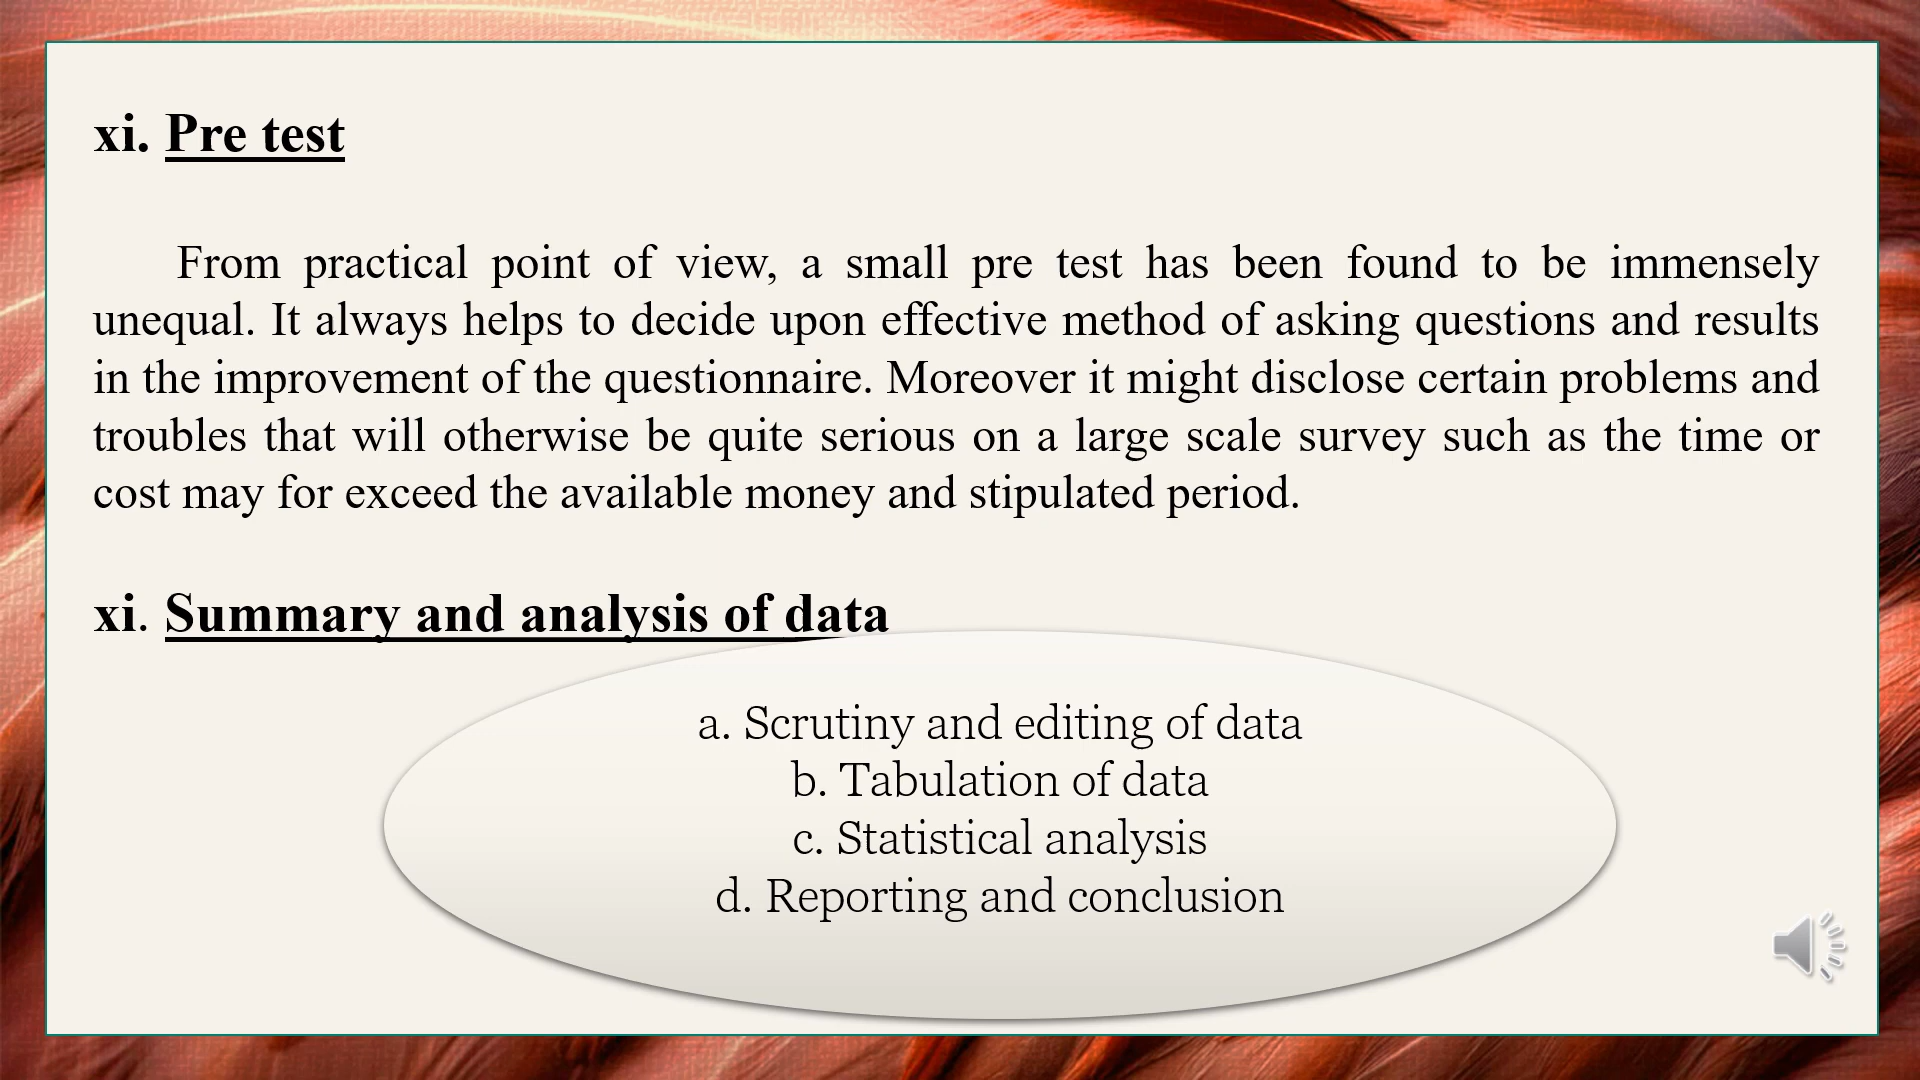 xi. Pre test
From practical point of view, a small pre test has been found to be immensely
unequal. It always helps to decide upon effective method of asking questions and results
in the improvement of the questionnaire. Moreover it might disclose certain problems and
troubles that will otherwise be quite serious on a large scale survey such as the time or
cost may for exceed the available money and stipulated period.
xi. Summary and analysis of data
a. Scrutiny and editing of data
b. Tabulation of data
c. Statistical analysis
d. Reporting and conclusion